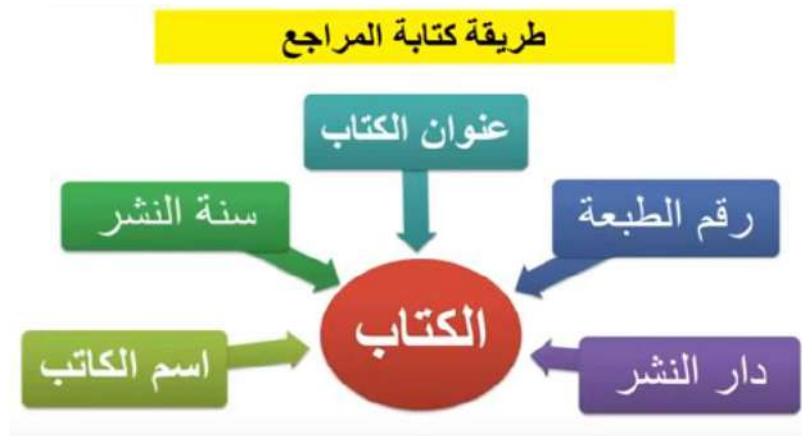 طريقة كتابة المراجع
عنوان الكتاب
رقم الطبعة
سنة النشر
الكتاب
دار النشر
اسم الكاتب